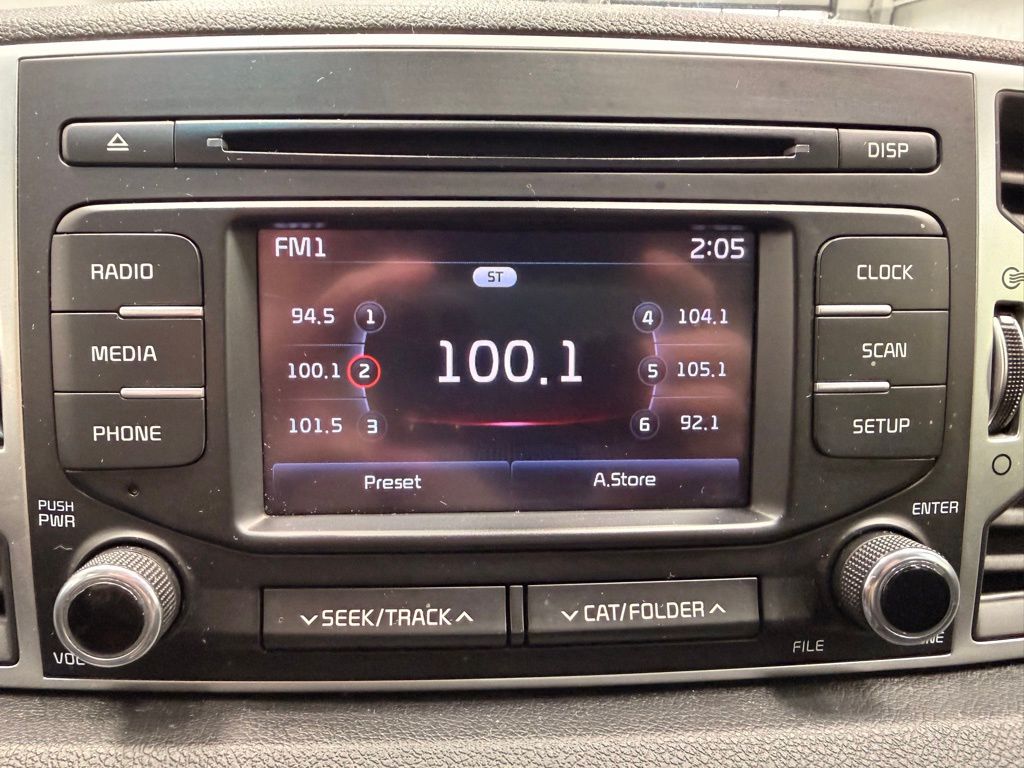 DISP
RADIO
MEDIA
PHONE
FM1
2:05
ST
94.5 1
100.1 2
101.5 3
100.1
4 104.1
5 105.1
6 92.1
Preset
A.Store
CLOCK
SCAN
SETUP
PUSH
PWR
ENTER
SEEK/TRACK
CAT/FOLDER
VOL
FILE